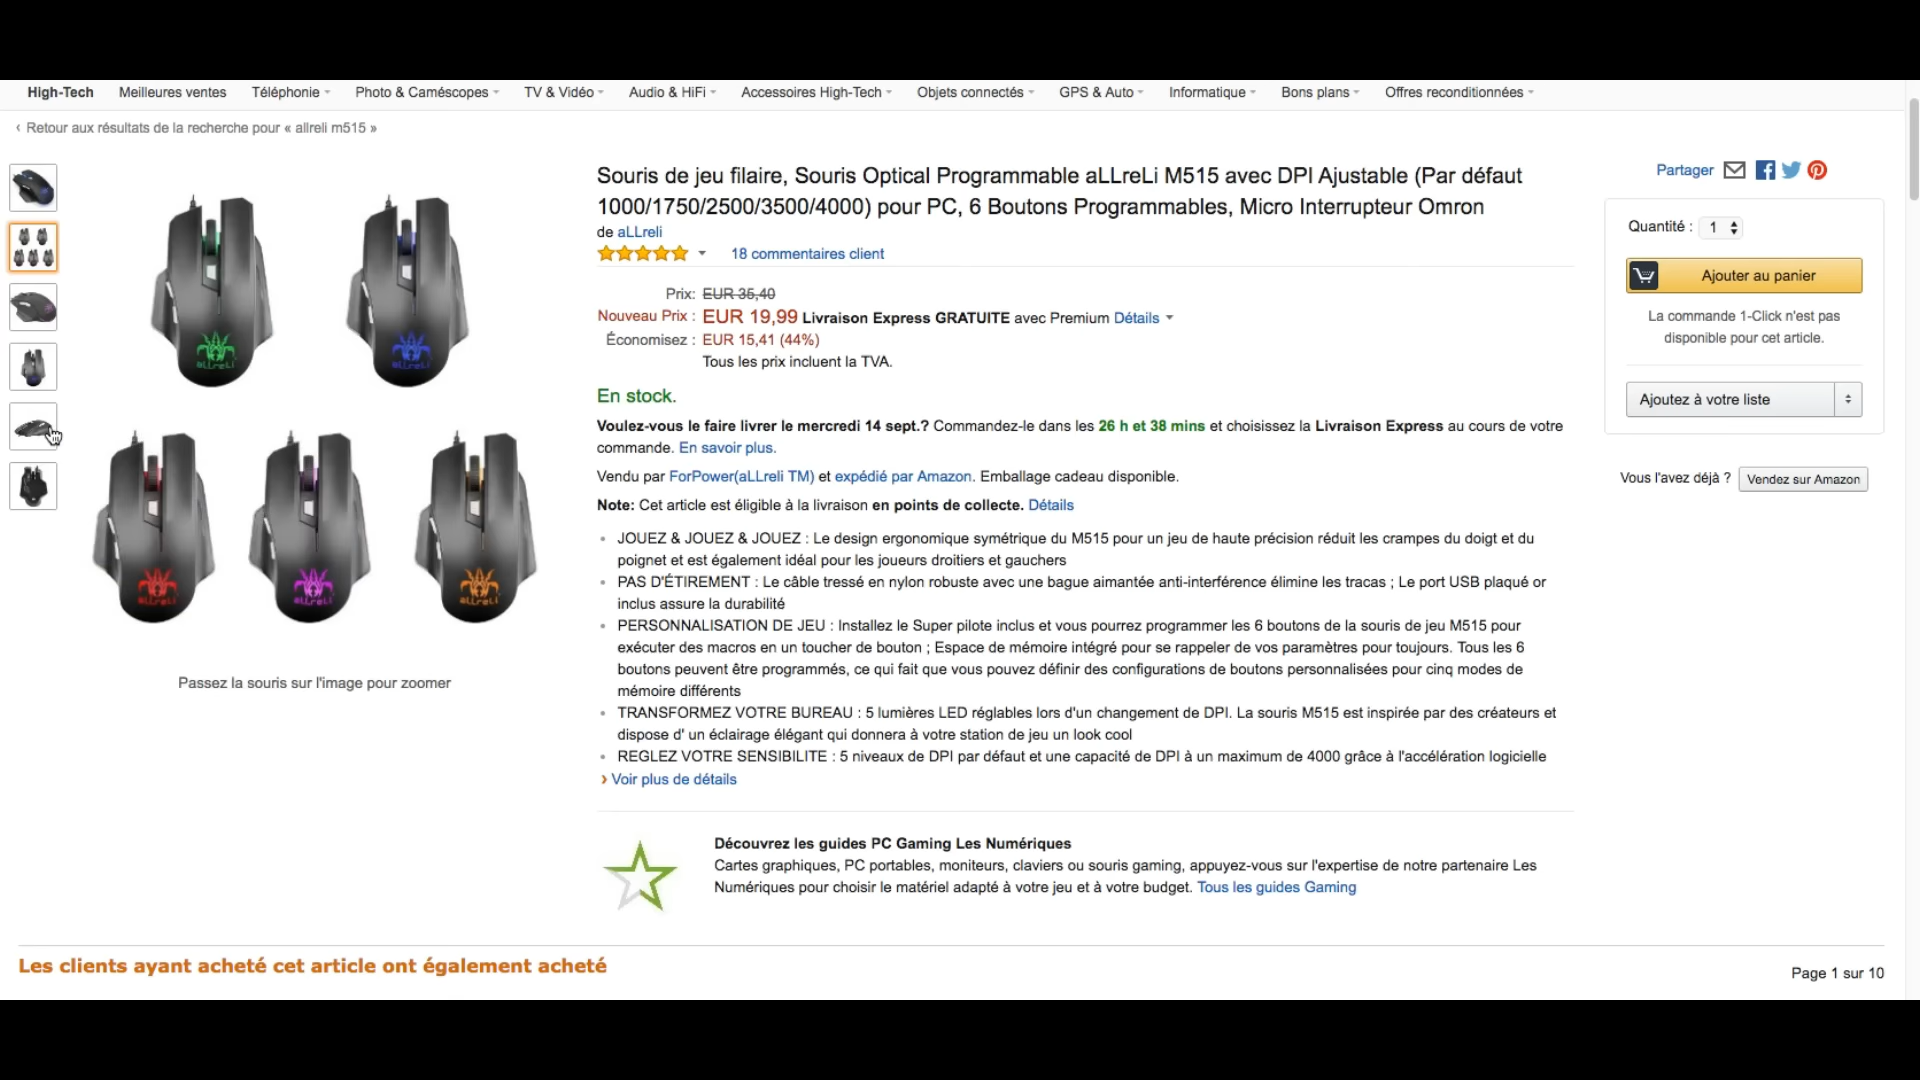 High-Tech Meilleures ventes Téléphonie Photo & Caméscopes TV & Vidéo Audio & HiFi Accessoires High-Tech Objets connectés GPS & Auto Informatique Bons plans Offres reconditionnées
‹ Retour aux résultats de la recherche pour « allreli m515 »
Souris de jeu filaire, Souris Optical Programmable aLLreLi M515 avec DPI Ajustable (Par défaut
1000/1750/2500/3500/4000) pour PC, 6 Boutons Programmables, Micro Interrupteur Omron
de aLLreli
18 commentaires client
Prix: EUR 35,40
Nouveau Prix : EUR 19,99 Livraison Express GRATUITE avec Premium Détails
Économisez : EUR 15,41 (44%)
Tous les prix incluent la TVA.
En stock.
Voulez-vous le faire livrer le mercredi 14 sept.? Commandez-le dans les 26 h et 38 mins et choisissez la Livraison Express au cours de votre
commande. En savoir plus.
Vendu par ForPower(aLLreli TM) et expédié par Amazon. Emballage cadeau disponible.
Note: Cet article est éligible à la livraison en points de collecte. Détails
• JOUEZ & JOUEZ & JOUEZ : Le design ergonomique symétrique du M515 pour un jeu de haute précision réduit les crampes du doigt et du
poignet et est également idéal pour les joueurs droitiers et gauchers
• PAS D'ÉTIREMENT : Le câble tressé en nylon robuste avec une bague aimantée anti-interférence élimine les tracas ; Le port USB plaqué or
inclus assure la durabilité
• PERSONNALISATION DE JEU : Installez le Super pilote inclus et vous pourrez programmer les 6 boutons de la souris de jeu M515 pour
exécuter des macros en un toucher de bouton ; Espace de mémoire intégré pour se rappeler de vos paramètres pour toujours. Tous les 6
boutons peuvent être programmés, ce qui fait que vous pouvez définir des configurations de boutons personnalisées pour cinq modes de
mémoire différents
• TRANSFORMEZ VOTRE BUREAU : 5 lumières LED réglables lors d'un changement de DPI. La souris M515 est inspirée par des créateurs et
dispose d' un éclairage élégant qui donnera à votre station de jeu un look cool
• REGLEZ VOTRE SENSIBILITE : 5 niveaux de DPI par défaut et une capacité de DPI à un maximum de 4000 grâce à l'accélération logicielle
› Voir plus de détails
Découvrez les guides PC Gaming Les Numériques
Cartes graphiques, PC portables, moniteurs, claviers ou souris gaming, appuyez-vous sur l'expertise de notre partenaire Les
Numériques pour choisir le matériel adapté à votre jeu et à votre budget. Tous les guides Gaming
Partager
Quantité : 1
Ajouter au panier
La commande 1-Click n'est pas
disponible pour cet article.
Ajoutez à votre liste
Vous l'avez déjà ? Vendez sur Amazon
aLLreLi
aLLreLi
aLLreLi
aLLreLi
aLLreLi
Passez la souris sur l'image pour zoomer
Les clients ayant acheté cet article ont également acheté
Page 1 sur 10